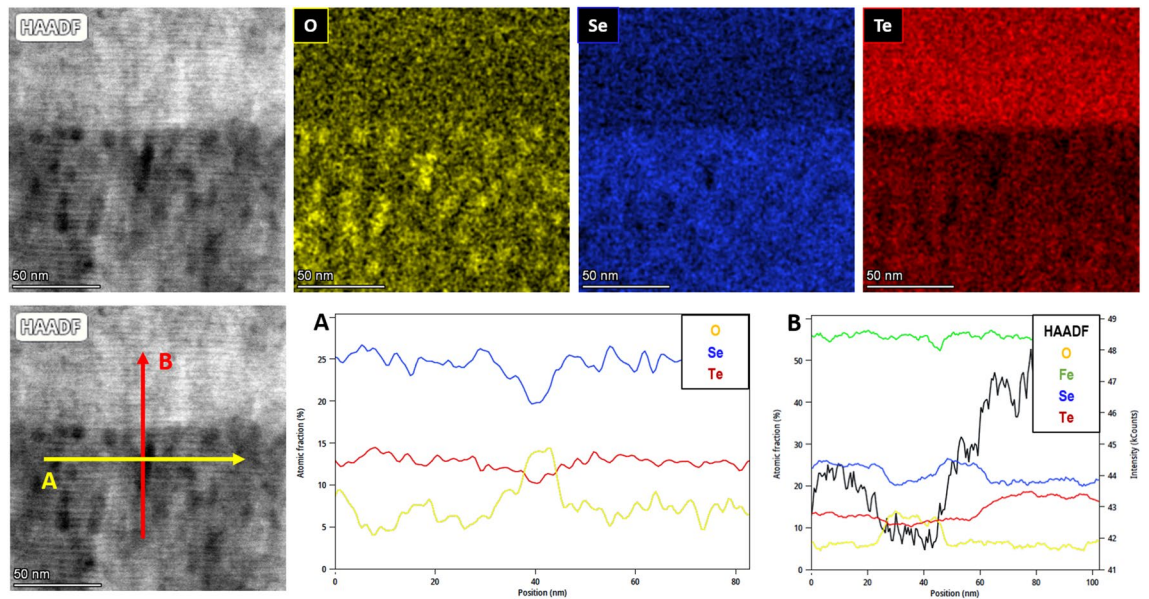 HAADF
O
Se
Te
50 nm
50 nm
50 nm
50 nm
HAADF
B
A
50 nm
A
O
Se
Te
25
20
15
10
5
0
Atomic fraction (%)
0 20 40 60 80
Position (nm)
B
HAADF
O
Fe
Se
Te
50
40
30
20
10
0
Atomic fraction (%)
49
48
47
46
45
44
43
42
41
Intensity (kCounts)
0 20 40 60 80 100
Position (nm)